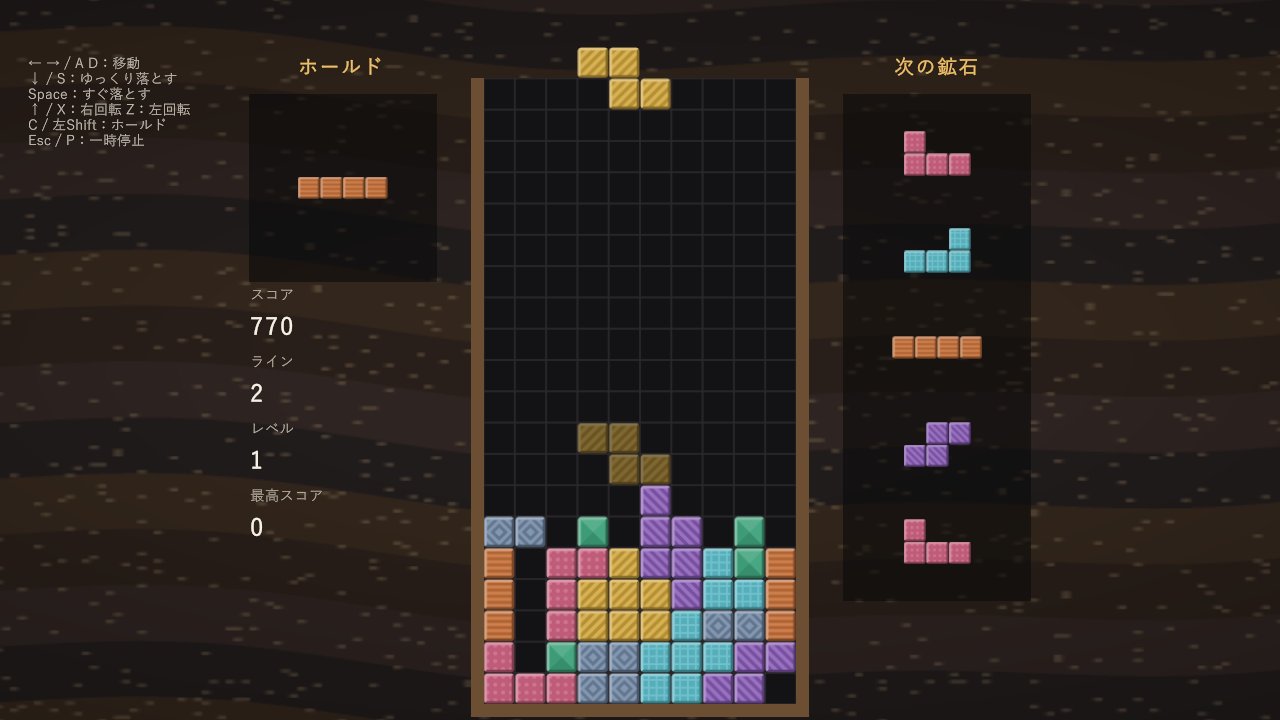 ← → / A D：移動
↓ / S：ゆっくり落とす
Space：すぐ落とす
↑ / X：右回転 Z：左回転
C / 左Shift：ホールド
Esc / P：一時停止
ホールド
スコア
770
ライン
2
レベル
1
最高スコア
0
次の鉱石